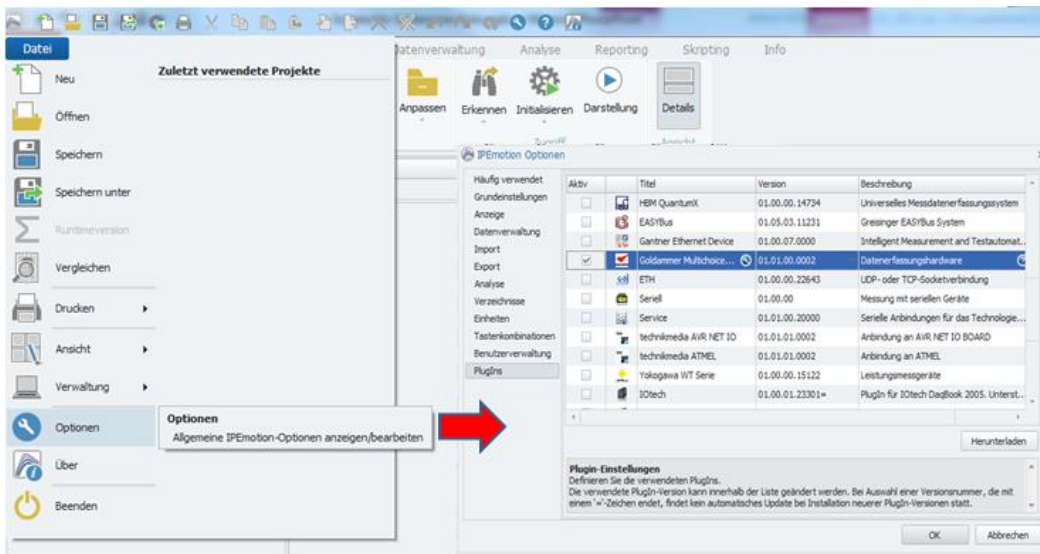 Datei
Neu
Öffnen
Speichern
Speichern unter
Runtimeversion
Vergleichen
Drucken
Ansicht
Verwaltung
Optionen
Über
Beenden
Zuletzt verwendete Projekte
Optionen
Allgemeine IPEmotion-Optionen anzeigen/bearbeiten
Datenverwaltung Analyse Reporting Skripting Info
Anpassen Erkennen Initialisieren Darstellung Details
Zugriff Ansicht
IPEmotion Optionen
Häufig verwendet
Grundeinstellungen
Anzeige
Datenverwaltung
Import
Export
Analyse
Verzeichnisse
Einheiten
Tastenkombinationen
Benutzerverwaltung
PlugIns
Aktiv Titel Version Beschreibung
HBM QuantumX 01.00.00.14734 Universelles Messdatenerfassungssystem
EASYBus 01.05.03.11231 Greisinger EASYBus System
Gantner Ethernet Device 01.00.07.0000 Intelligent Measurement and Testautomat...
Goldammer Multichoice... 01.01.00.0002 Datenerfassungshardware
ETH 01.00.00.22643 UDP- oder TCP-Socketverbindung
Seriell 01.00.00 Messung mit seriellen Geräte
Service 01.01.00.20000 Serielle Anbindungen für das Technologie...
technikmedia AVR NET IO 01.01.01.0002 Anbindung an AVR NET IO BOARD
technikmedia ATMEL 01.01.01.0002 Anbindung an ATMEL
Yokogawa WT Serie 01.00.00.15122 Leistungsmessgeräte
IOtech 01.00.01.23301= PlugIn für IOtech DaqBook 2005. Unterst...
Herunterladen
Plugin-Einstellungen
Definieren Sie die verwendeten PlugIns.
Die verwendete PlugIn-Version kann innerhalb der Liste geändert werden. Bei Auswahl einer Versionsnummer, die mit
einem '='-Zeichen endet, findet kein automatisches Update bei Installation neuerer PlugIn-Versionen statt.
OK Abbrechen